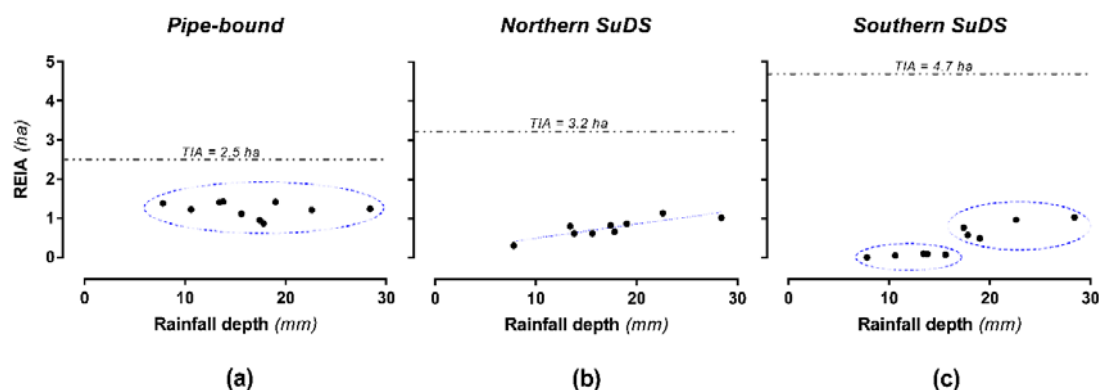 Pipe-bound Northern SuDS Southern SuDS
5
4
3
2
1
0
REIA (ha)
TIA = 2.5 ha
TIA = 3.2 ha
TIA = 4.7 ha
0 10 20 30 0 10 20 30 0 10 20 30
Rainfall depth (mm) Rainfall depth (mm) Rainfall depth (mm)
(a) (b) (c)